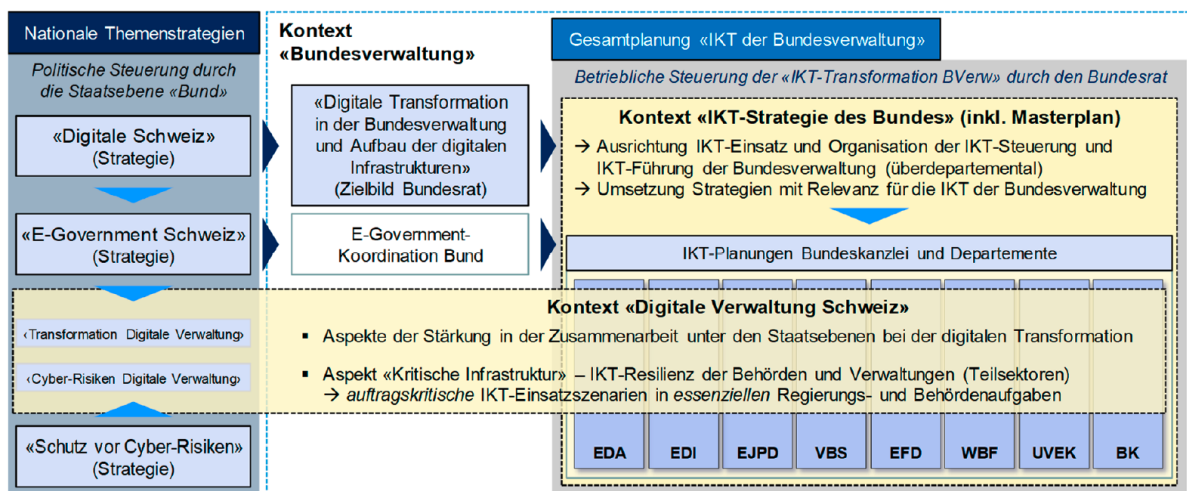 Nationale Themenstrategien
Politische Steuerung durch
die Staatsebene «Bund»
«Digitale Schweiz»
(Strategie)
«E-Government Schweiz»
(Strategie)
‹Transformation Digitale Verwaltung›
‹Cyber-Risiken Digitale Verwaltung›
«Schutz vor Cyber-Risiken»
(Strategie)
Kontext
«Bundesverwaltung»
«Digitale Transformation
in der Bundesverwaltung
und Aufbau der digitalen
Infrastrukturen»
(Zielbild Bundesrat)
E-Government-
Koordination Bund
Gesamtplanung «IKT der Bundesverwaltung»
Betriebliche Steuerung der «IKT-Transformation BVerw» durch den Bundesrat
Kontext «IKT-Strategie des Bundes» (inkl. Masterplan)
→ Ausrichtung IKT-Einsatz und Organisation der IKT-Steuerung und
IKT-Führung der Bundesverwaltung (überdepartemental)
→ Umsetzung Strategien mit Relevanz für die IKT der Bundesverwaltung
IKT-Planungen Bundeskanzlei und Departemente
Kontext «Digitale Verwaltung Schweiz»
▪ Aspekte der Stärkung in der Zusammenarbeit unter den Staatsebenen bei der digitalen Transformation
▪ Aspekt «Kritische Infrastruktur» – IKT-Resilienz der Behörden und Verwaltungen (Teilsektoren)
→ auftragskritische IKT-Einsatzszenarien in essenziellen Regierungs- und Behördenaufgaben
EDA EDI EJPD VBS EFD WBF UVEK BK